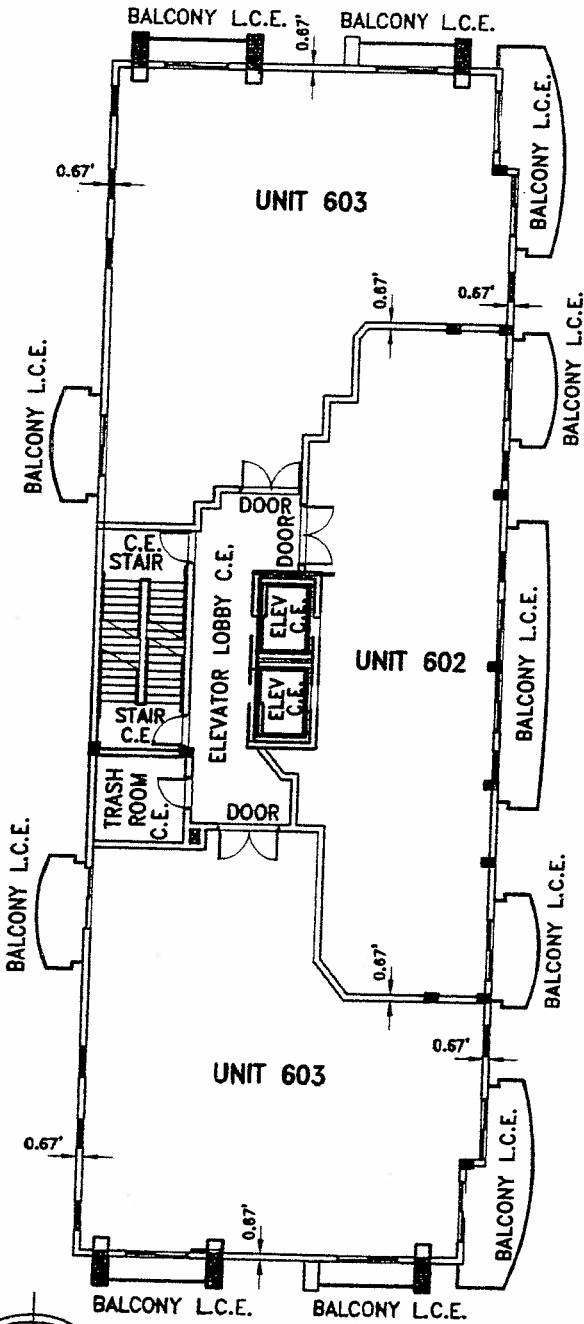 BALCONY L.C.E.
BALCONY L.C.E.
0.67'
BALCONY L.C.E.
0.67'
UNIT 603
0.67'
0.67'
BALCONY L.C.E.
BALCONY L.C.E.
DOOR
DOOR
C.E.
STAIR
ELEVATOR LOBBY C.E.
ELEV
C.E.
ELEV
C.E.
UNIT 602
BALCONY L.C.E.
STAIR
C.E.
TRASH
ROOM
C.E.
DOOR
BALCONY L.C.E.
BALCONY L.C.E.
0.67'
UNIT 603
0.67'
0.67'
BALCONY L.C.E.
0.67'
BALCONY L.C.E.
BALCONY L.C.E.